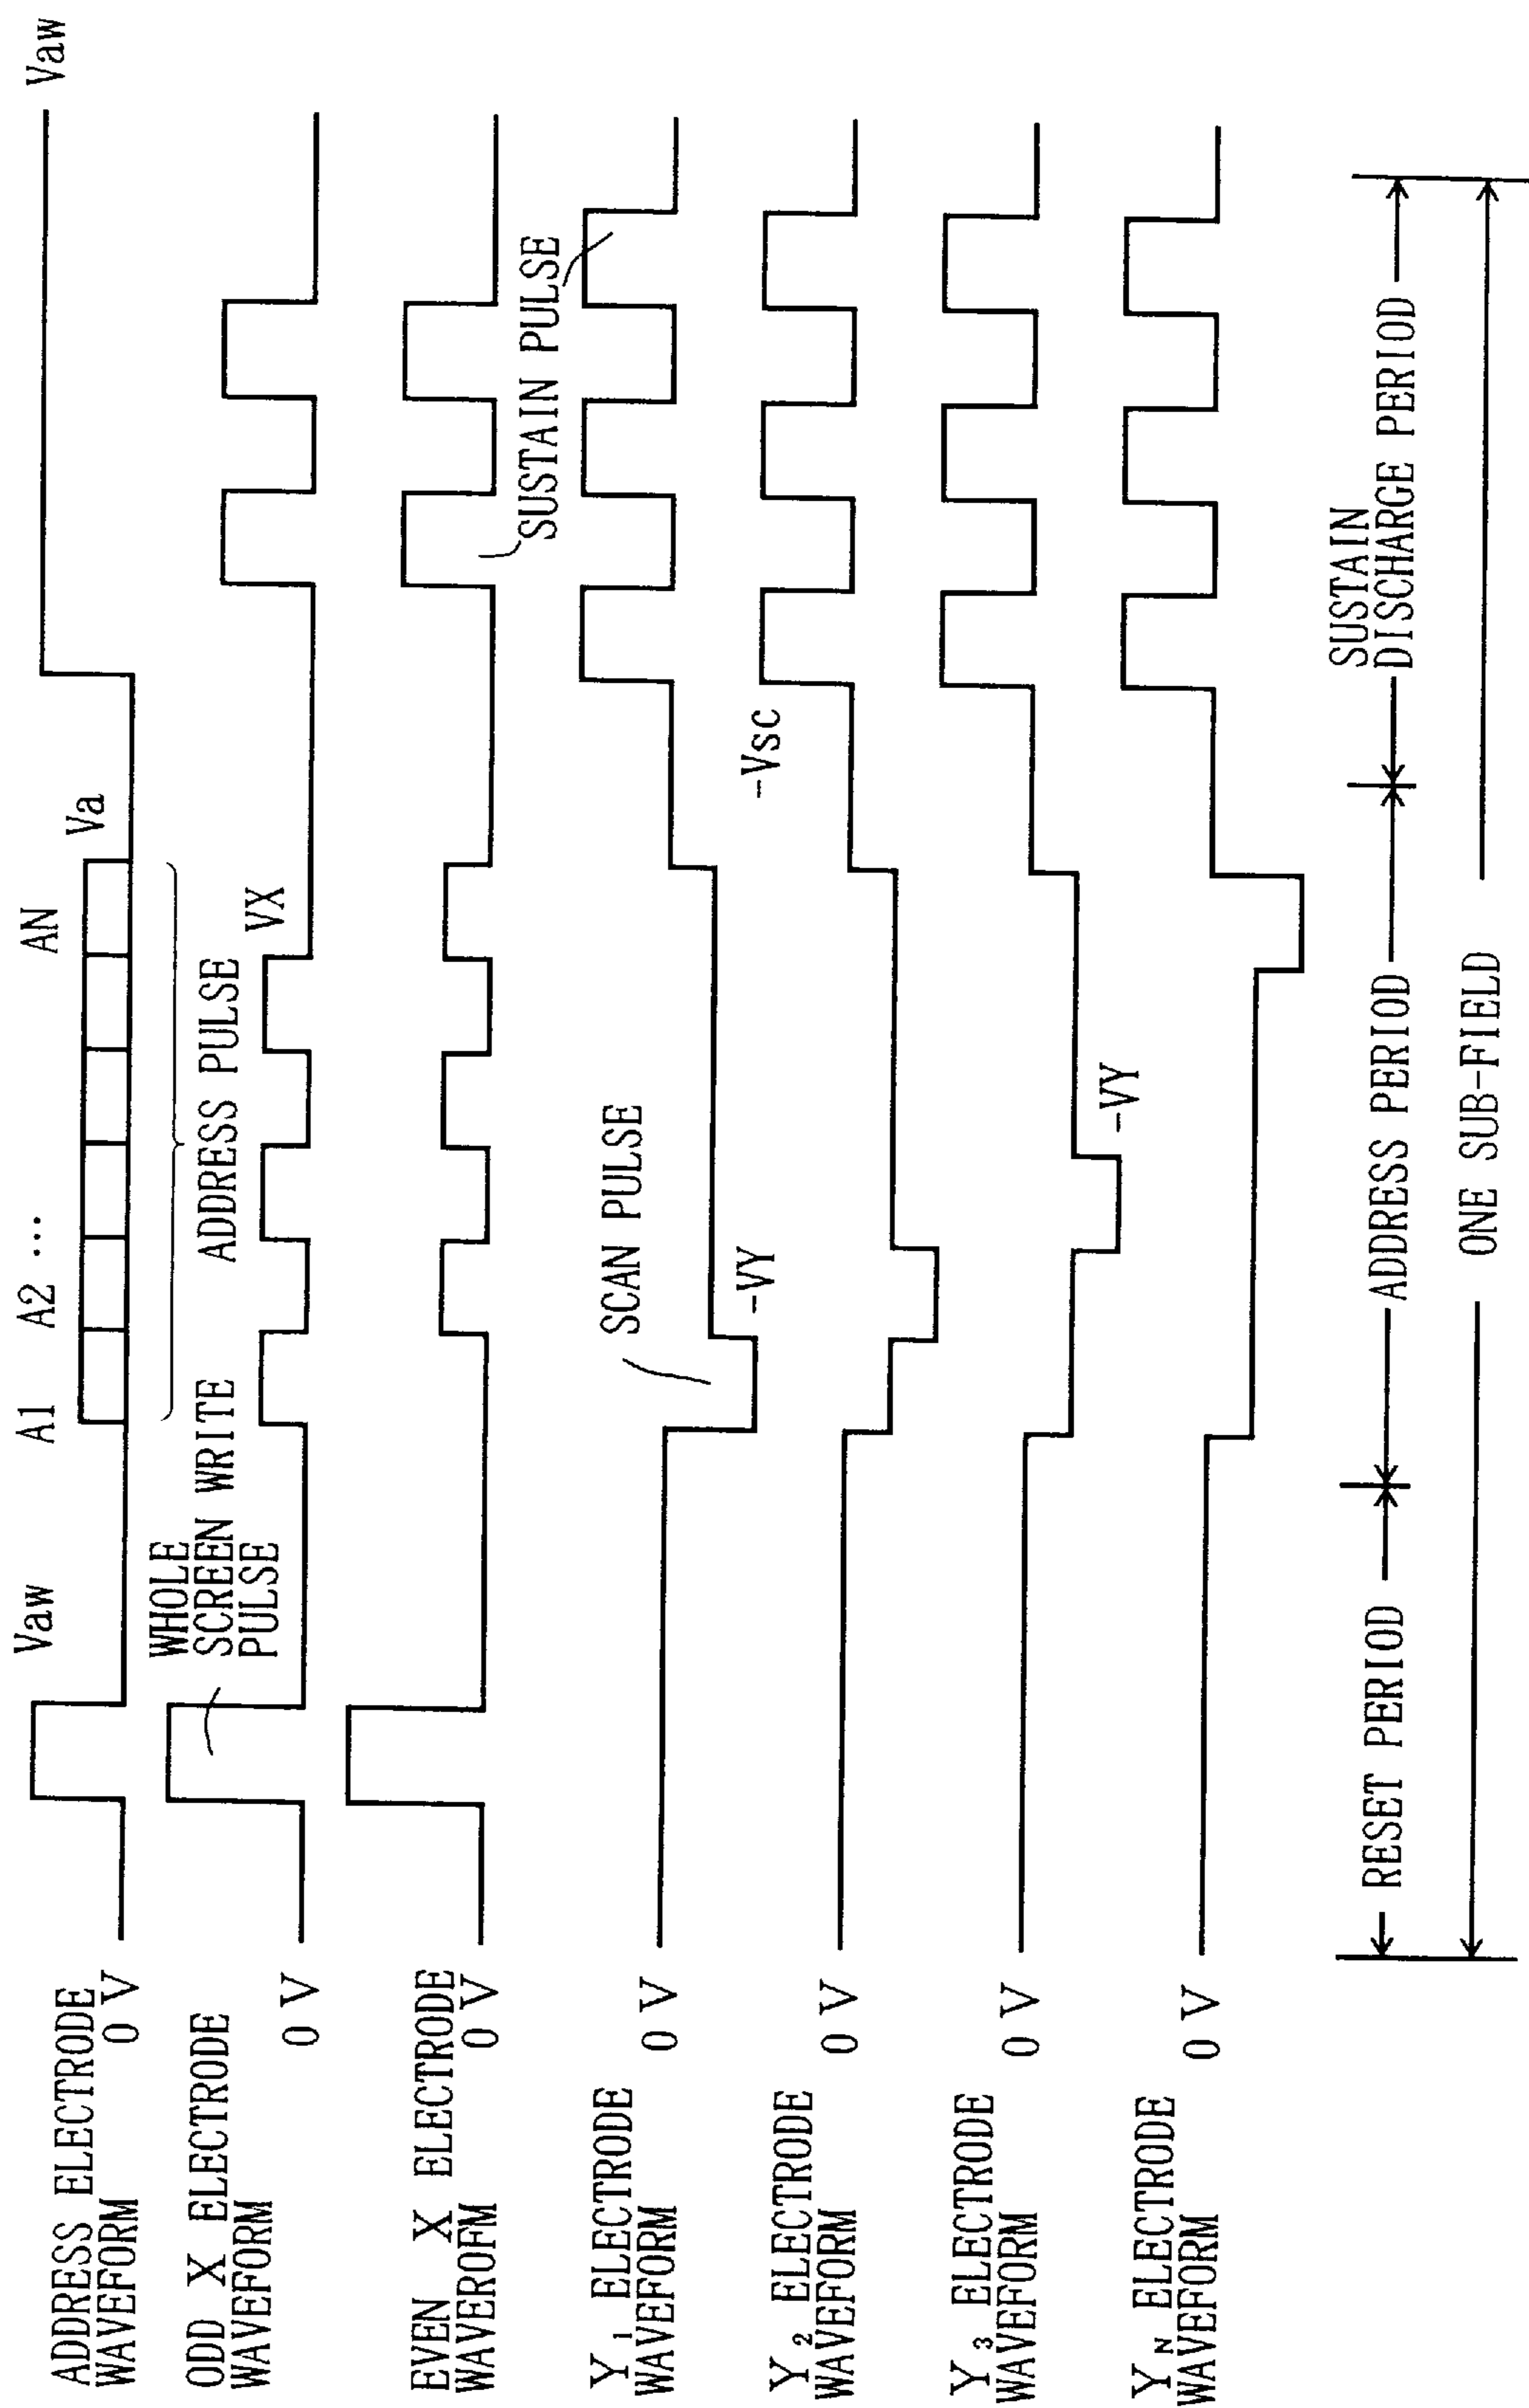 ADDRESS ELECTRODE
WAVEFORM
0 V
Vaw
A1 A2 ... AN
Va
Vaw
ADDRESS PULSE
WHOLE
SCREEN WRITE
PULSE
ODD X ELECTRODE
WAVEFORM
0 V
VX
EVEN X ELECTRODE
WAVEROFM
0 V
SUSTAIN PULSE
Y1 ELECTRODE
WAVEFORM
0 V
SCAN PULSE
-VY
Y2 ELECTRODE
WAVEFORM
0 V
-Vsc
Y3 ELECTRODE
WAVEFORM
0 V
-VY
YN ELECTRODE
WAVEFORM
0 V
RESET PERIOD
ADDRESS PERIOD
SUSTAIN
DISCHARGE PERIOD
ONE SUB-FIELD